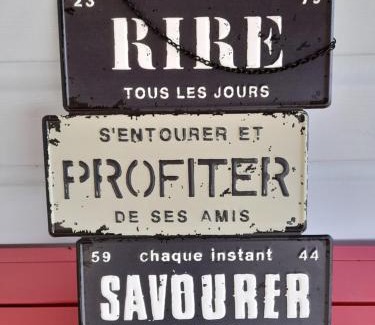 23 75
RIRE
TOUS LES JOURS
S'ENTOURER ET
PROFITER
DE SES AMIS
59 chaque instant 44
SAVOURER